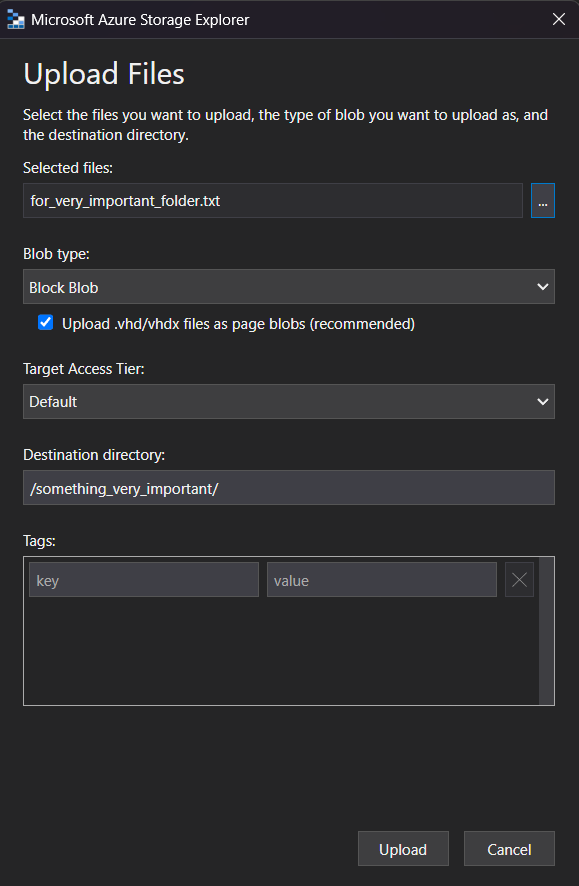 Microsoft Azure Storage Explorer
Upload Files
Select the files you want to upload, the type of blob you want to upload as, and
the destination directory.
Selected files:
for_very_important_folder.txt
...
Blob type:
Block Blob
Upload .vhd/vhdx files as page blobs (recommended)
Target Access Tier:
Default
Destination directory:
/something_very_important/
Tags:
key value
Upload Cancel